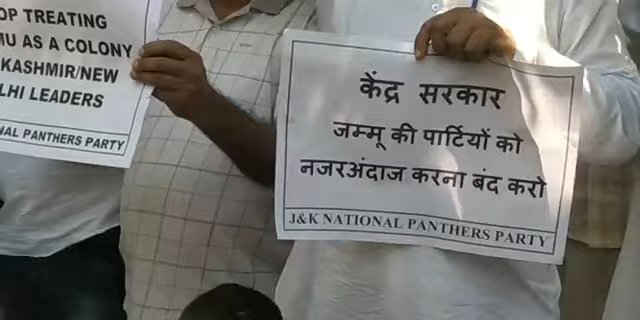 OP TREATING
MU AS A COLONY
KASHMIR/NEW
LHI LEADERS
NAL PANTHERS PARTY
केंद्र सरकार
जम्मू की पार्टियों को
नजरअंदाज करना बंद करो
J&K NATIONAL PANTHERS PARTY